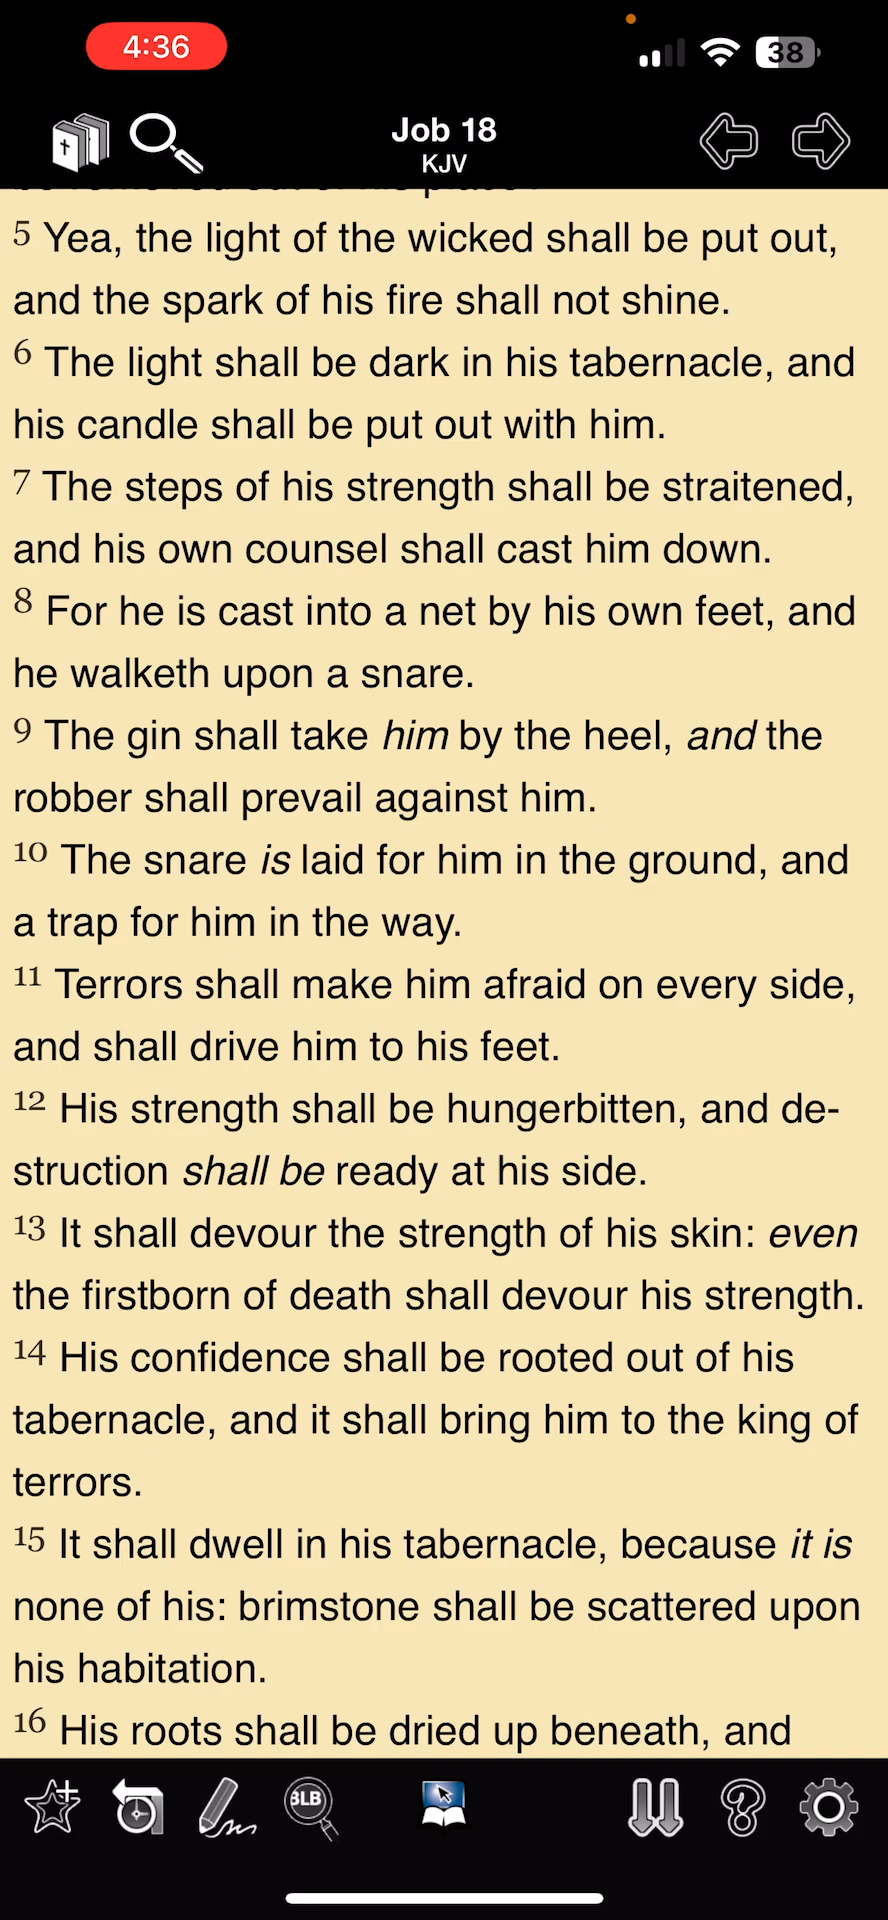 4:36
38
Job 18
KJV
5 Yea, the light of the wicked shall be put out,
and the spark of his fire shall not shine.
6 The light shall be dark in his tabernacle, and
his candle shall be put out with him.
7 The steps of his strength shall be straitened,
and his own counsel shall cast him down.
8 For he is cast into a net by his own feet, and
he walketh upon a snare.
9 The gin shall take him by the heel, and the
robber shall prevail against him.
10 The snare is laid for him in the ground, and
a trap for him in the way.
11 Terrors shall make him afraid on every side,
and shall drive him to his feet.
12 His strength shall be hungerbitten, and de-
struction shall be ready at his side.
13 It shall devour the strength of his skin: even
the firstborn of death shall devour his strength.
14 His confidence shall be rooted out of his
tabernacle, and it shall bring him to the king of
terrors.
15 It shall dwell in his tabernacle, because it is
none of his: brimstone shall be scattered upon
his habitation.
16 His roots shall be dried up beneath, and
BLB